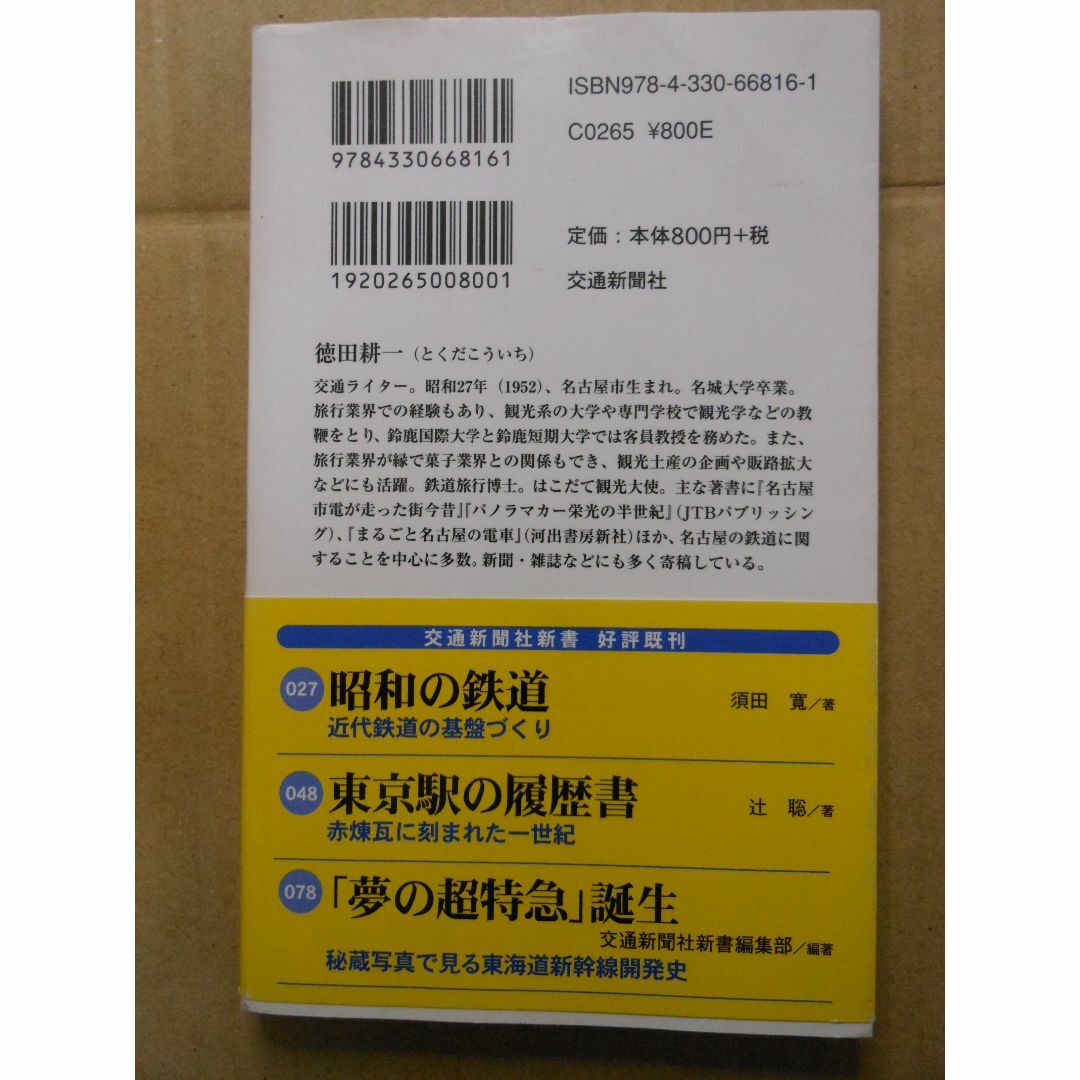 ISBN978-4-330-66816-1
C0265 ¥800E
9784330668161
定価：本体800円+税
1920265008001
交通新聞社
徳田耕一（とくだこういち）
交通ライター。昭和27年（1952）、名古屋市生まれ。名城大学卒業。
旅行業界での経験もあり、観光系の大学や専門学校で観光学などの教
鞭をとり、鈴鹿国際大学と鈴鹿短期大学では客員教授を務めた。また、
旅行業界が縁で菓子業界との関係もでき、観光土産の企画や販路拡大
などにも活躍。鉄道旅行博士。はこだて観光大使。主な著書に『名古屋
市電が走った街今昔』『パノラマカー栄光の半世紀』（JTBパブリッシン
グ）、『まるごと名古屋の電車』（河出書房新社）ほか、名古屋の鉄道に関
することを中心に多数。新聞・雑誌などにも多く寄稿している。
交通新聞社新書 好評既刊
027 昭和の鉄道 須田 寛／著
近代鉄道の基盤づくり
048 東京駅の履歴書 辻 聡／著
赤煉瓦に刻まれた一世紀
078 「夢の超特急」誕生
交通新聞社新書編集部／編著
秘蔵写真で見る東海道新幹線開発史